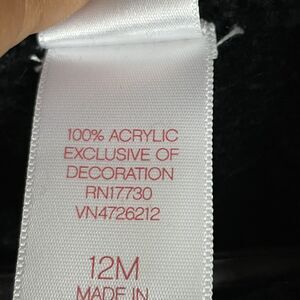 100% ACRYLIC
EXCLUSIVE OF
DECORATION
RN17730
VN4726212
12M
MADE IN